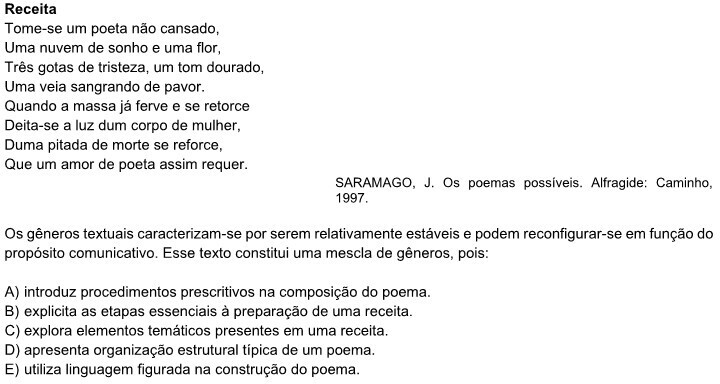 Receita
Tome-se um poeta não cansado,
Uma nuvem de sonho e uma flor,
Três gotas de tristeza, um tom dourado,
Uma veia sangrando de pavor.
Quando a massa já ferve e se retorce
Deita-se a luz dum corpo de mulher,
Duma pitada de morte se reforce,
Que um amor de poeta assim requer.
SARAMAGO, J. Os poemas possíveis. Alfragide: Caminho,
1997.
Os gêneros textuais caracterizam-se por serem relativamente estáveis e podem reconfigurar-se em função do
propósito comunicativo. Esse texto constitui uma mescla de gêneros, pois:
A) introduz procedimentos prescritivos na composição do poema.
B) explicita as etapas essenciais à preparação de uma receita.
C) explora elementos temáticos presentes em uma receita.
D) apresenta organização estrutural típica de um poema.
E) utiliza linguagem figurada na construção do poema.